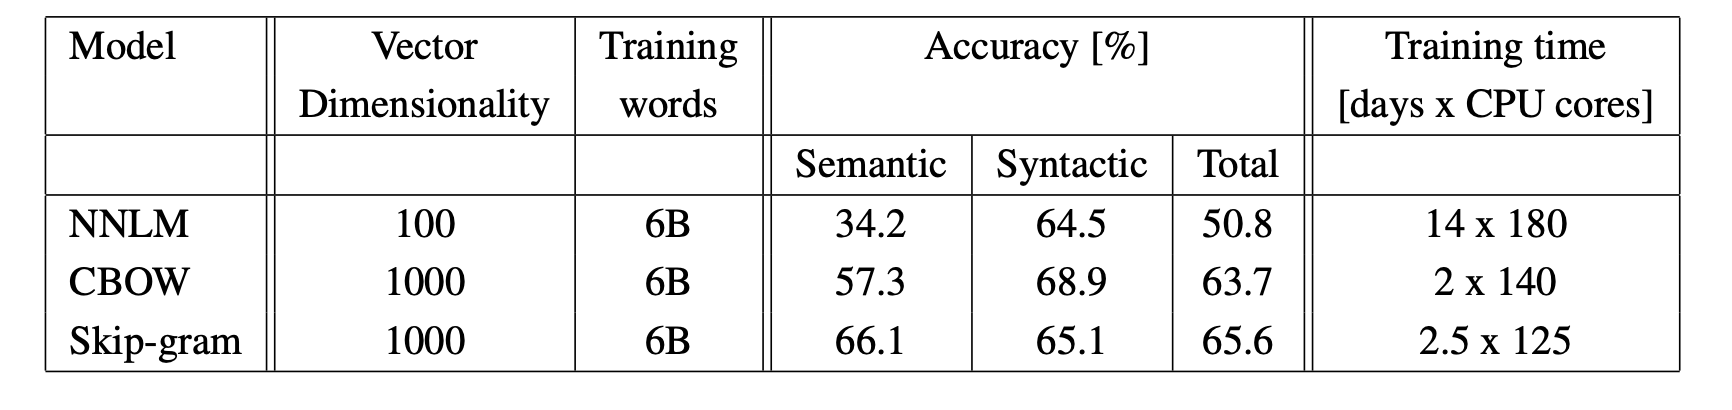 Model Vector Training Accuracy [%] Training time
Dimensionality words [days x CPU cores]
Semantic Syntactic Total
NNLM 100 6B 34.2 64.5 50.8 14 x 180
CBOW 1000 6B 57.3 68.9 63.7 2 x 140
Skip-gram 1000 6B 66.1 65.1 65.6 2.5 x 125